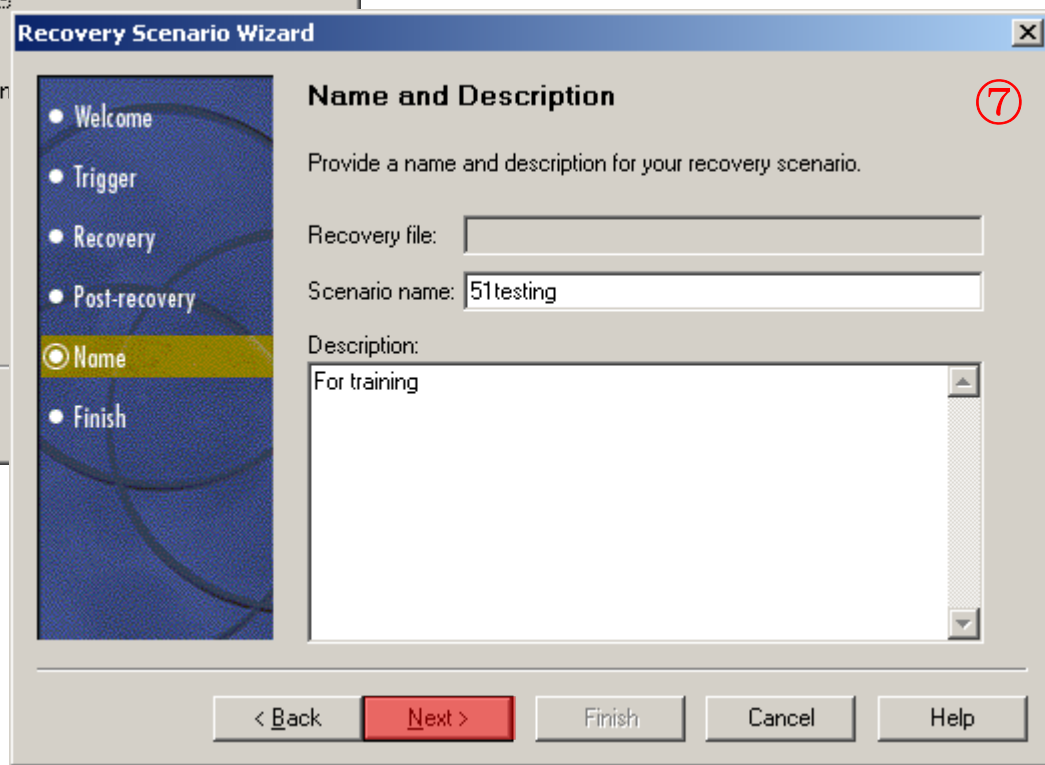 Recovery Scenario Wizard
Welcome
Trigger
Recovery
Post-recovery
Name
Finish
Name and Description
⑦
Provide a name and description for your recovery scenario.
Recovery file:
Scenario name: 51testing
Description:
For training
< Back Next > Finish Cancel Help